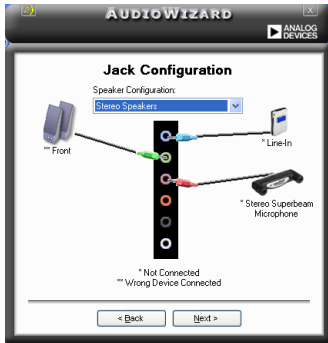 AUDIOWIZARD
ANALOG
DEVICES
Jack Configuration
Speaker Configuration:
Stereo Speakers
** Front
* Line-In
* Stereo Superbeam
Microphone
* Not Connected
** Wrong Device Connected
< Back
Next >